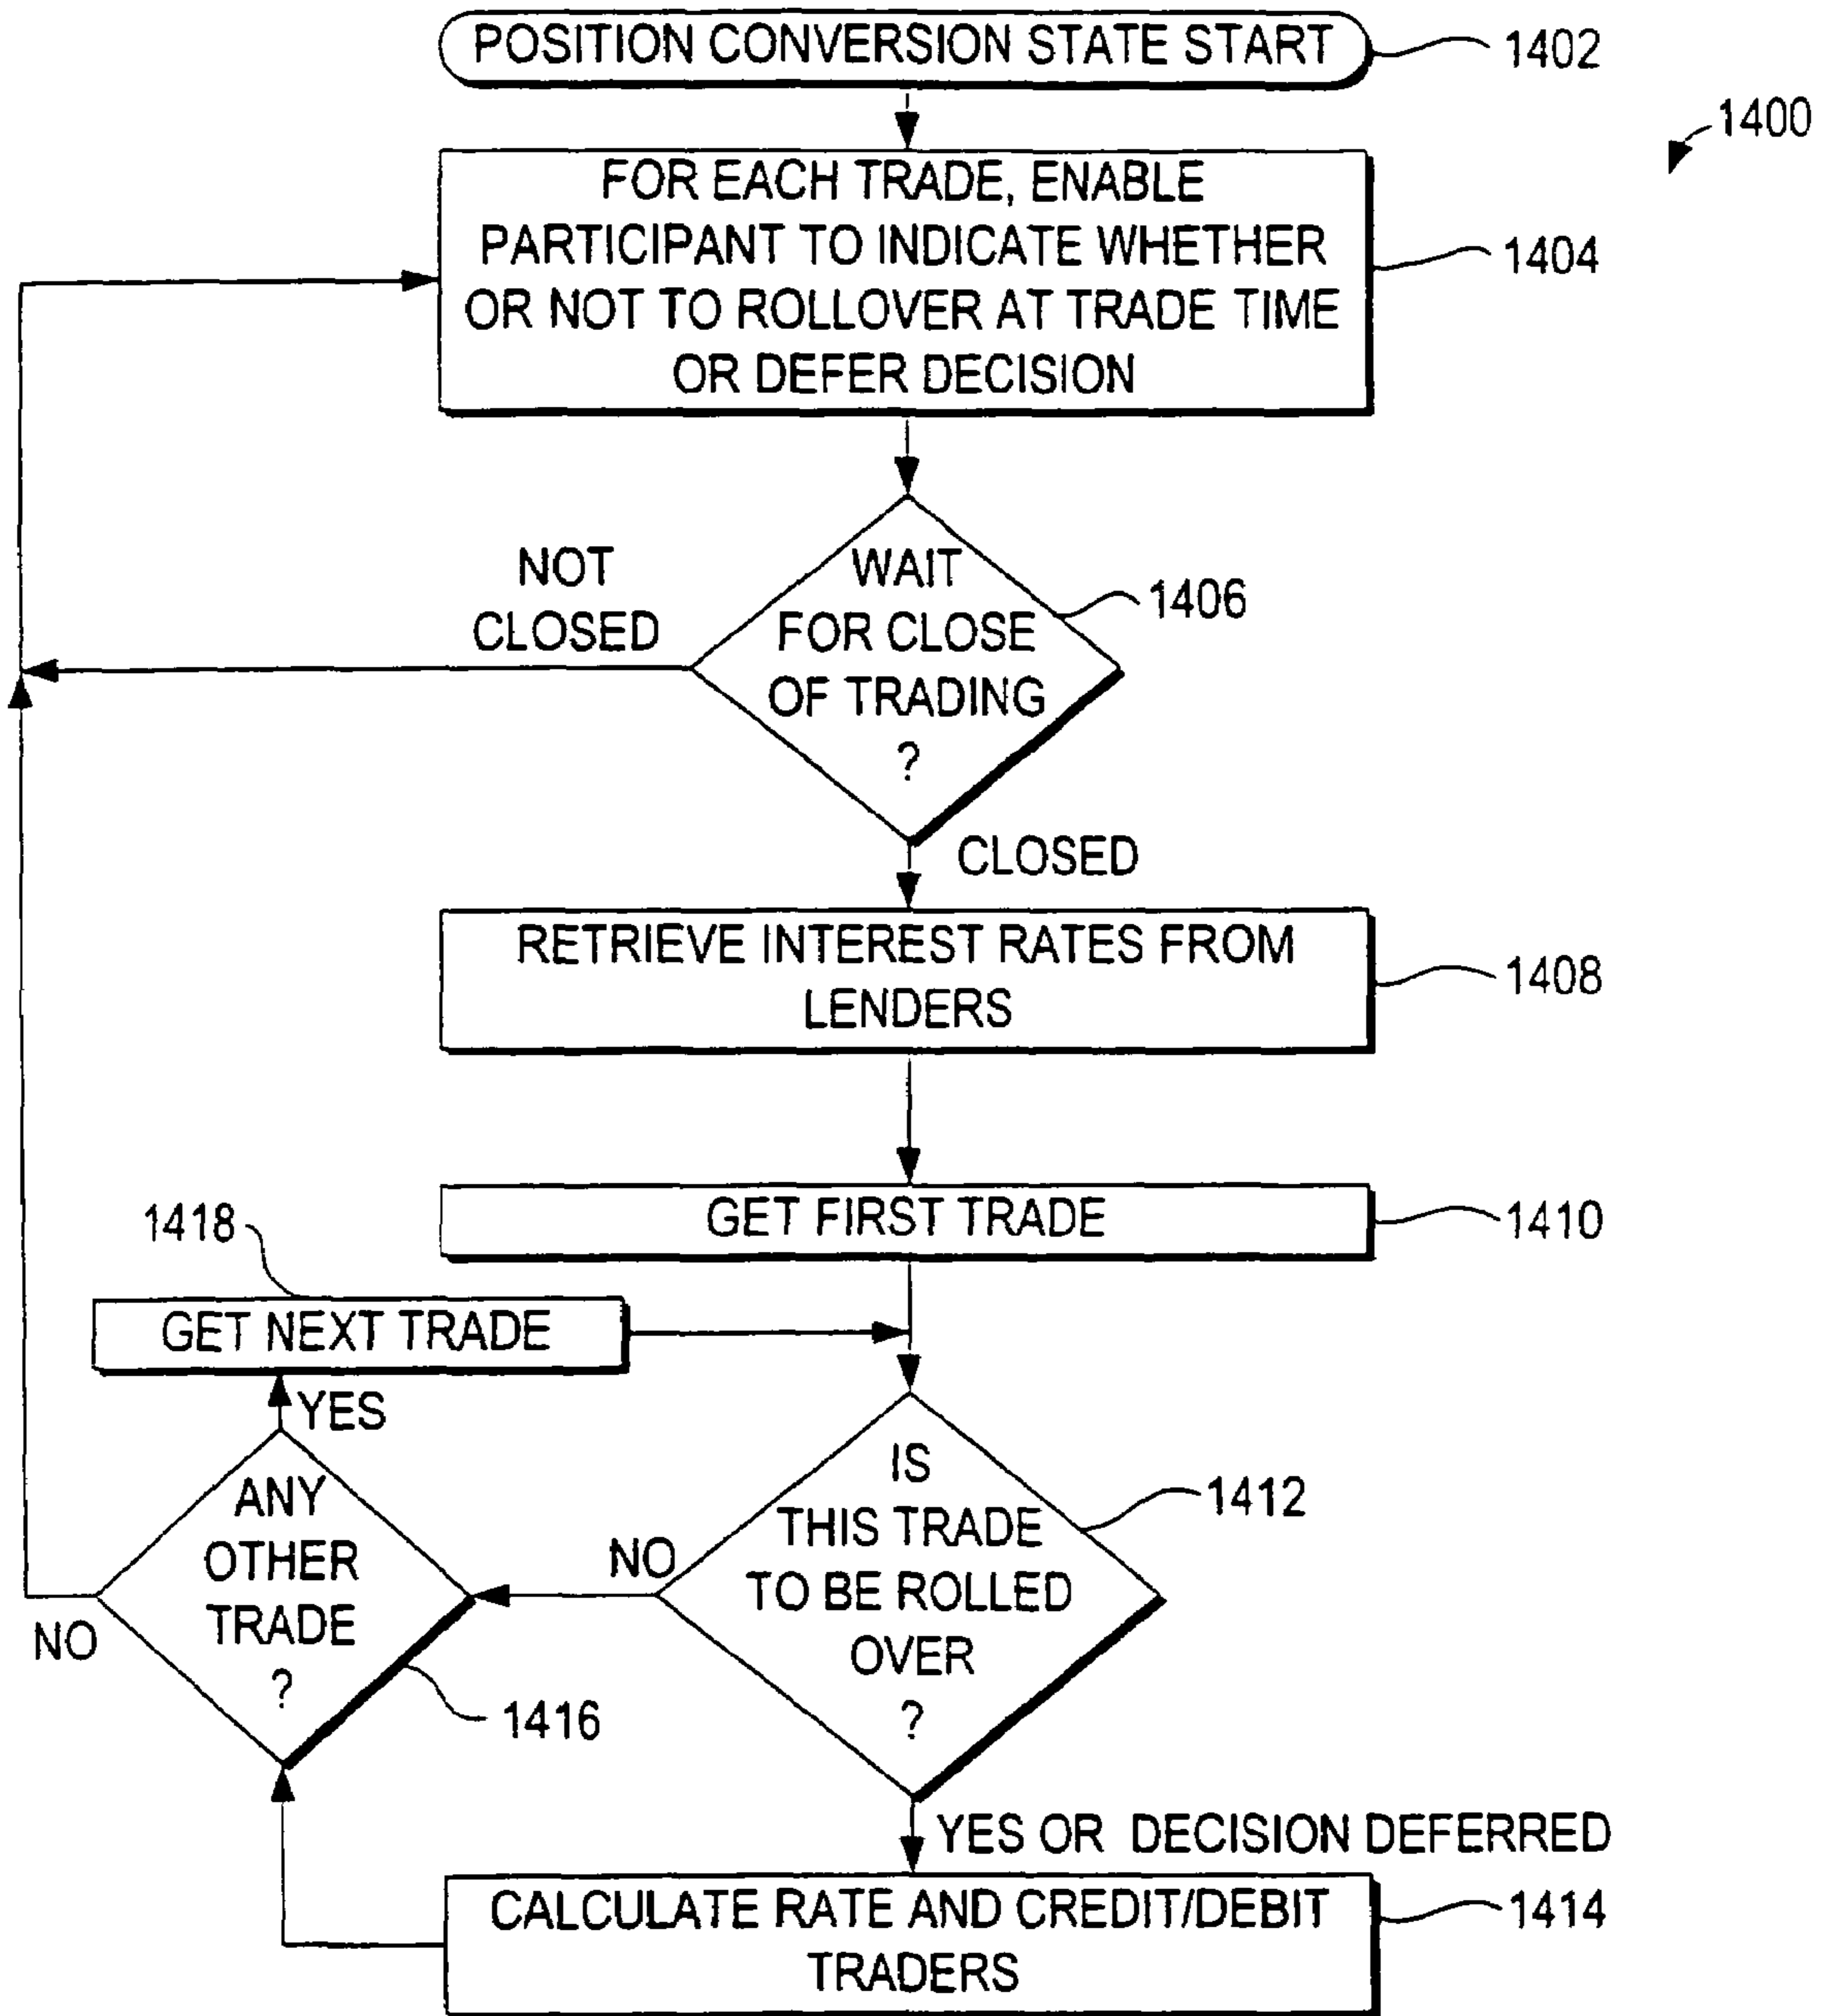 POSITION CONVERSION STATE START
1402
1400
FOR EACH TRADE, ENABLE
PARTICIPANT TO INDICATE WHETHER
OR NOT TO ROLLOVER AT TRADE TIME
OR DEFER DECISION
1404
NOT
CLOSED
WAIT
FOR CLOSE
OF TRADING
?
1406
CLOSED
RETRIEVE INTEREST RATES FROM
LENDERS
1408
GET FIRST TRADE
1410
1418
GET NEXT TRADE
YES
ANY
OTHER
TRADE
?
NO
1416
NO
IS
THIS TRADE
TO BE ROLLED
OVER
?
1412
YES OR DECISION DEFERRED
CALCULATE RATE AND CREDIT/DEBIT
TRADERS
1414